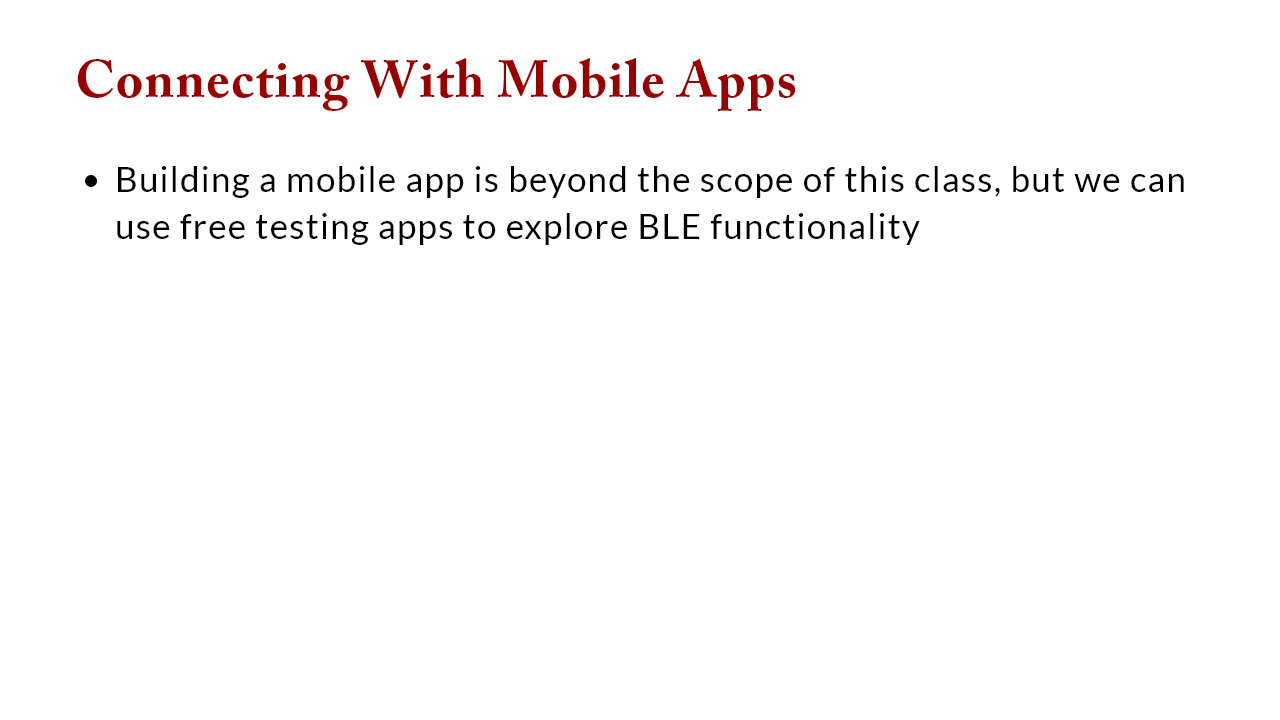 Connecting With Mobile Apps
• Building a mobile app is beyond the scope of this class, but we can
use free testing apps to explore BLE functionality